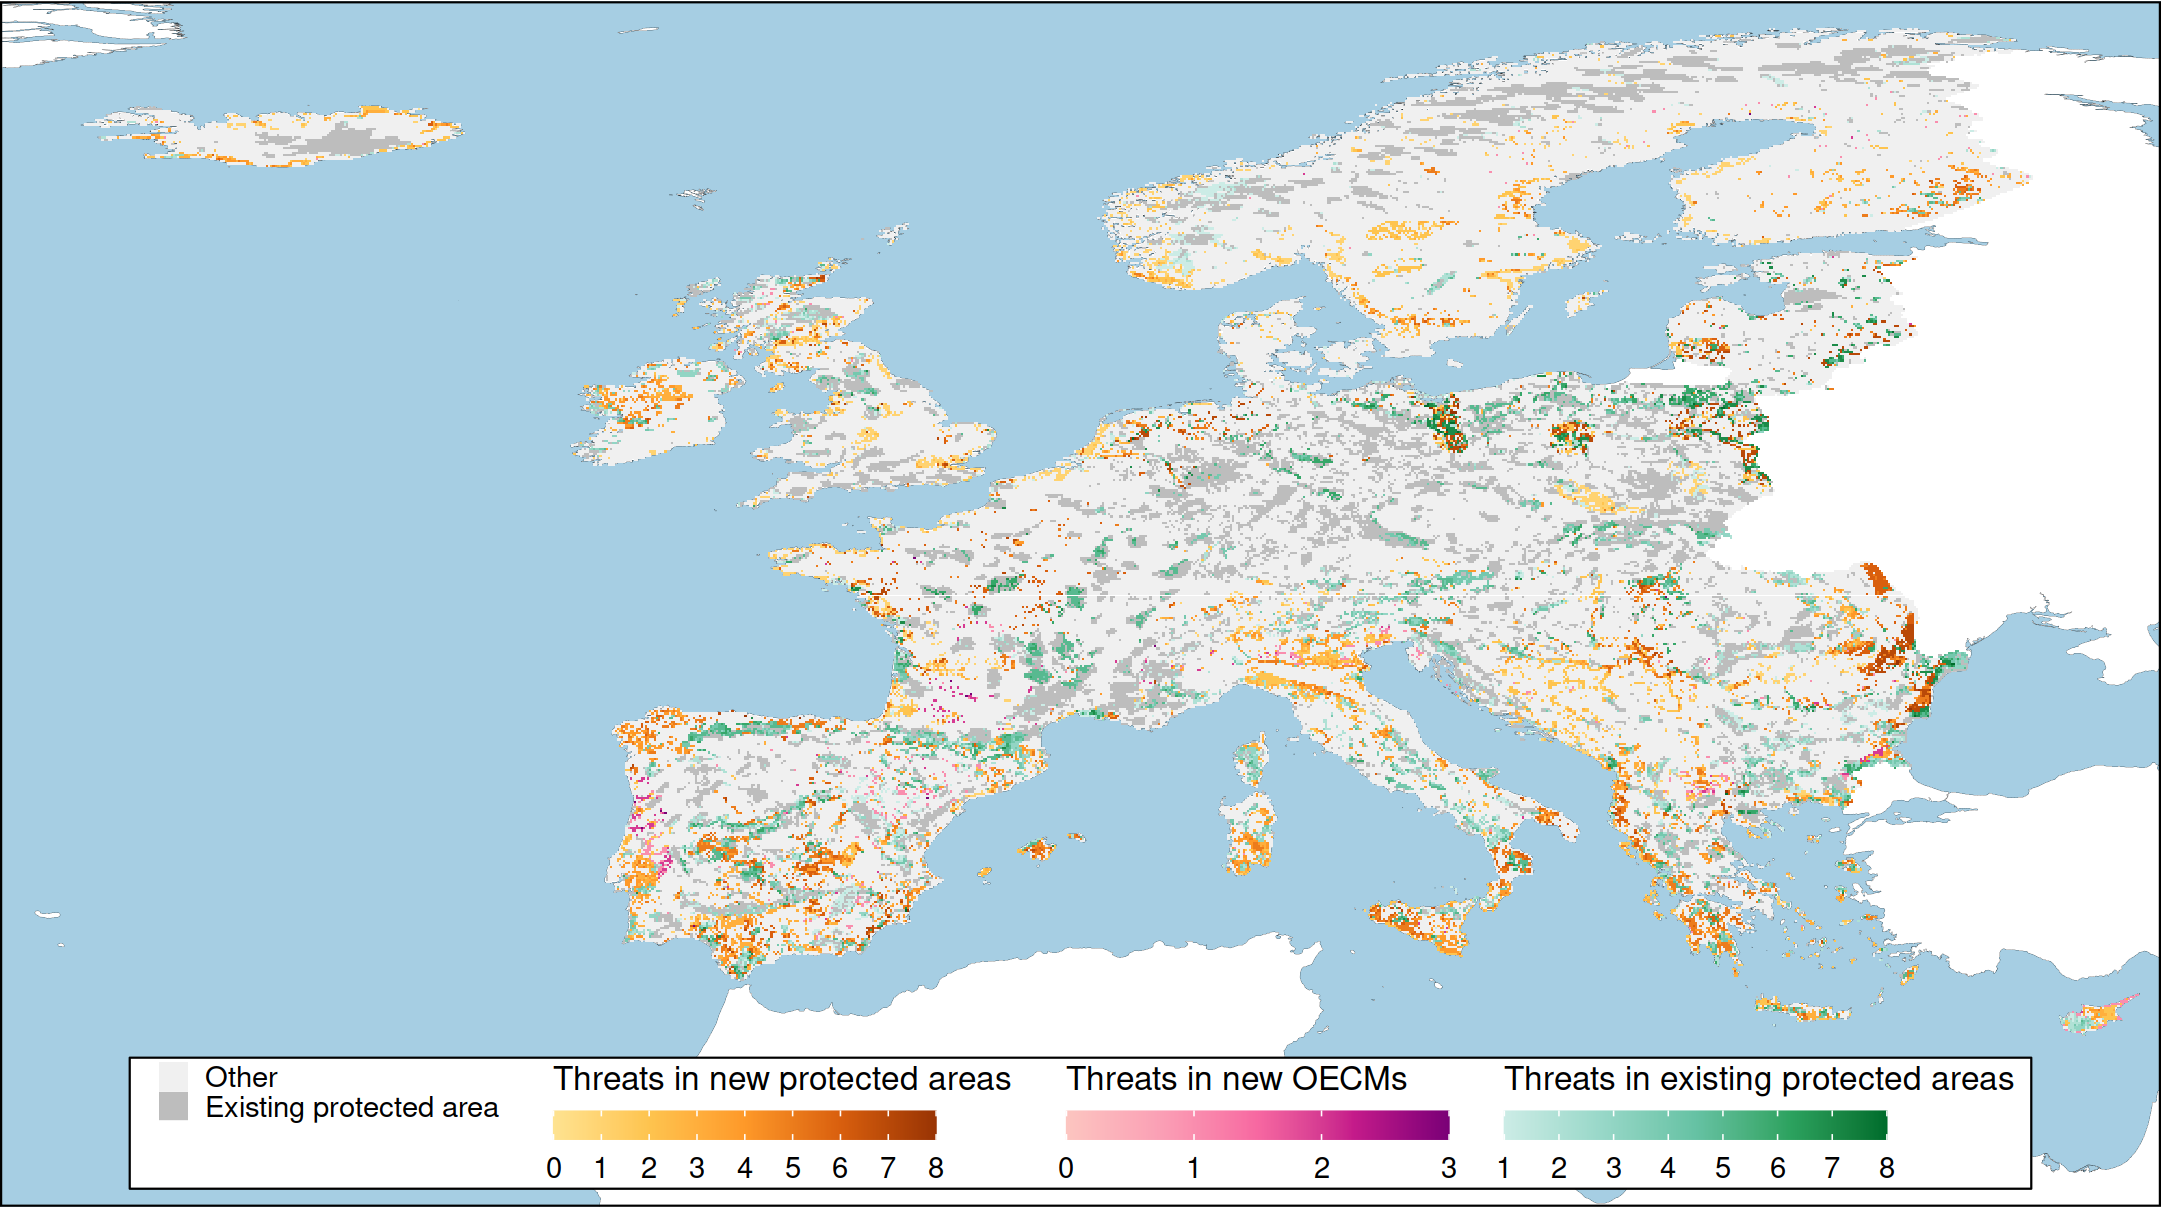 Other
Existing protected area
Threats in new protected areas
0 1 2 3 4 5 6 7 8
Threats in new OECMs
0 1 2 3
Threats in existing protected areas
1 2 3 4 5 6 7 8